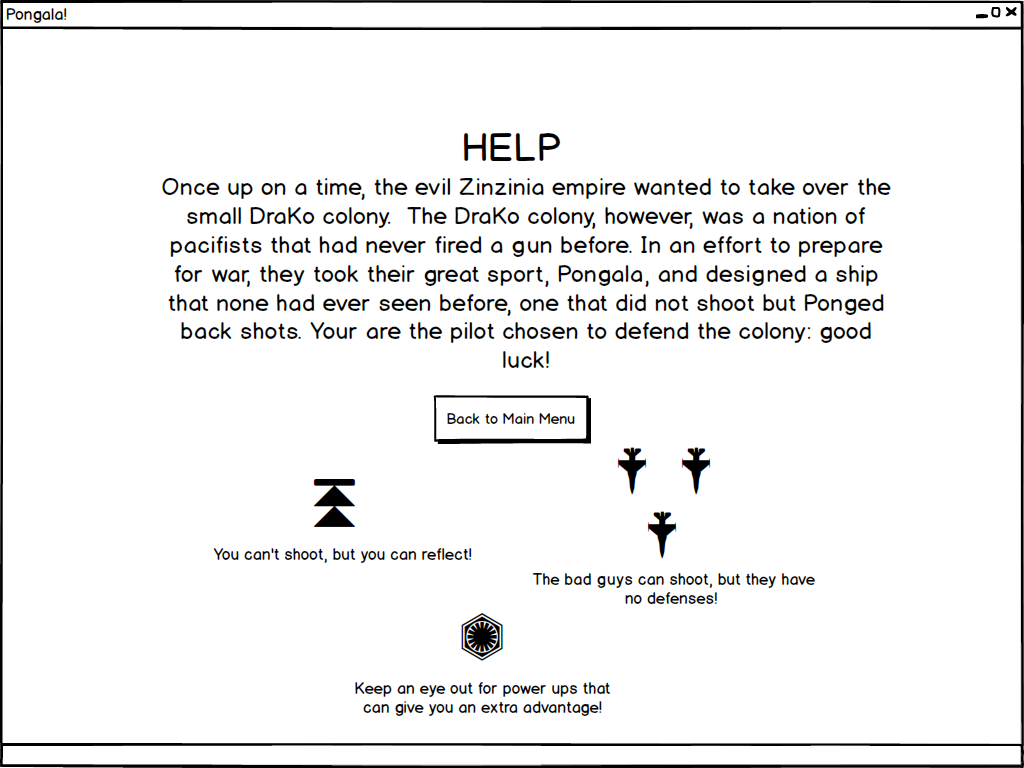 Pongala!
HELP
Once up on a time, the evil Zinzinia empire wanted to take over the
small DraKo colony.  The DraKo colony, however, was a nation of
pacifists that had never fired a gun before. In an effort to prepare
for war, they took their great sport, Pongala, and designed a ship
that none had ever seen before, one that did not shoot but Ponged
back shots. Your are the pilot chosen to defend the colony: good
luck!
Back to Main Menu
You can't shoot, but you can reflect!
The bad guys can shoot, but they have
no defenses!
Keep an eye out for power ups that
can give you an extra advantage!